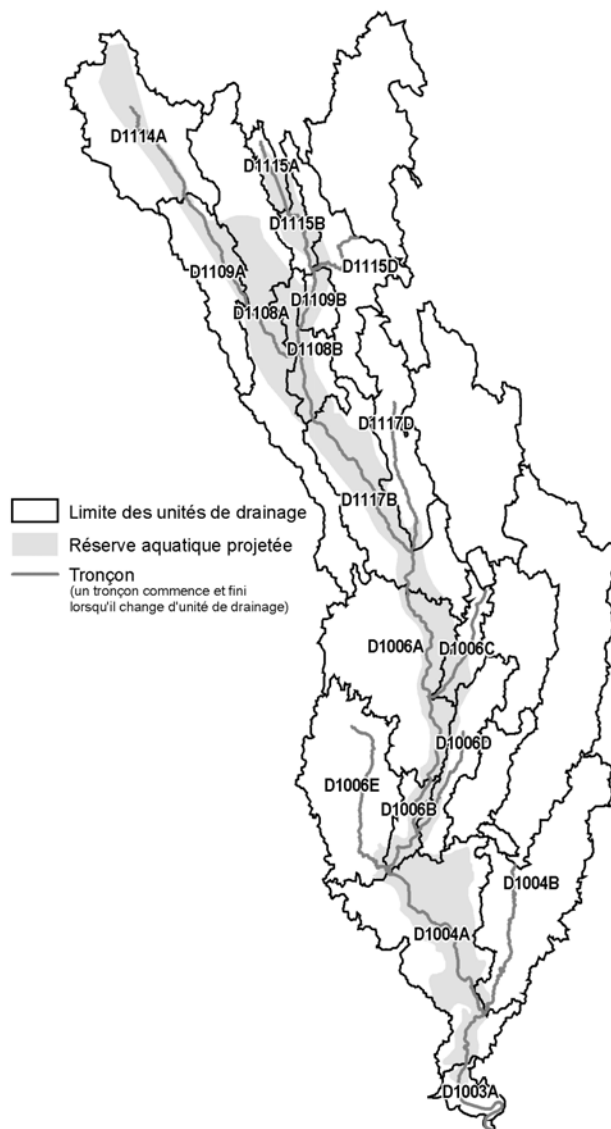 D1114A
D1115A
D1115B
D1115D
D1109A
D1109B
D1108A
D1108B
D1117D
D1117B
Limite des unités de drainage
Réserve aquatique projetée
Tronçon
(un tronçon commence et fini
lorsqu'il change d'unité de drainage)
D1006A
D1006C
D1006D
D1006E
D1006B
D1004B
D1004A
D1003A